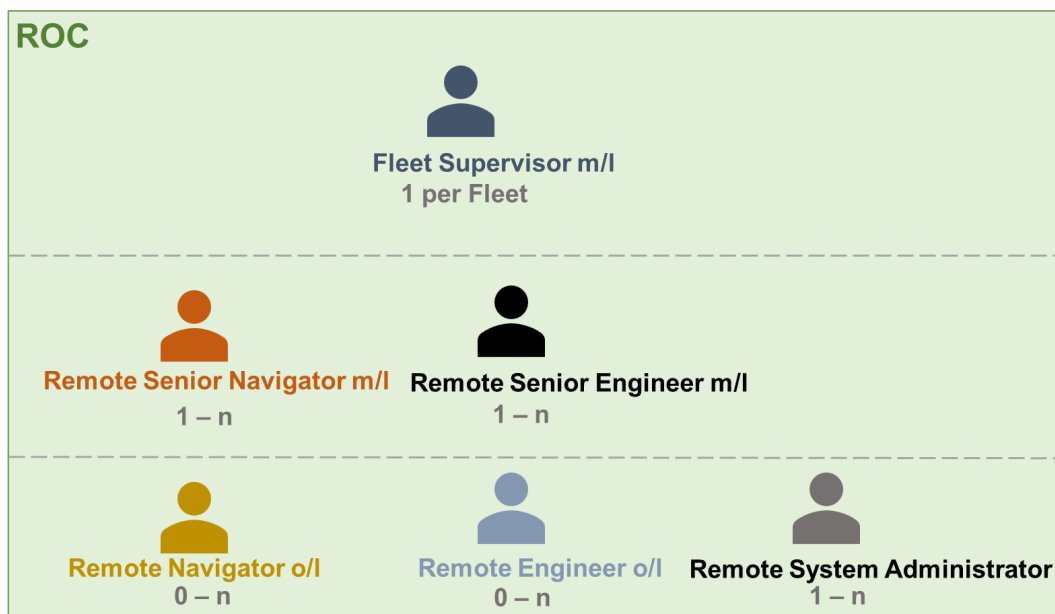 ROC
Fleet Supervisor m/l
1 per Fleet
Remote Senior Navigator m/l
1 – n
Remote Senior Engineer m/l
1 – n
Remote Navigator o/l
0 – n
Remote Engineer o/l
0 – n
Remote System Administrator
1 – n